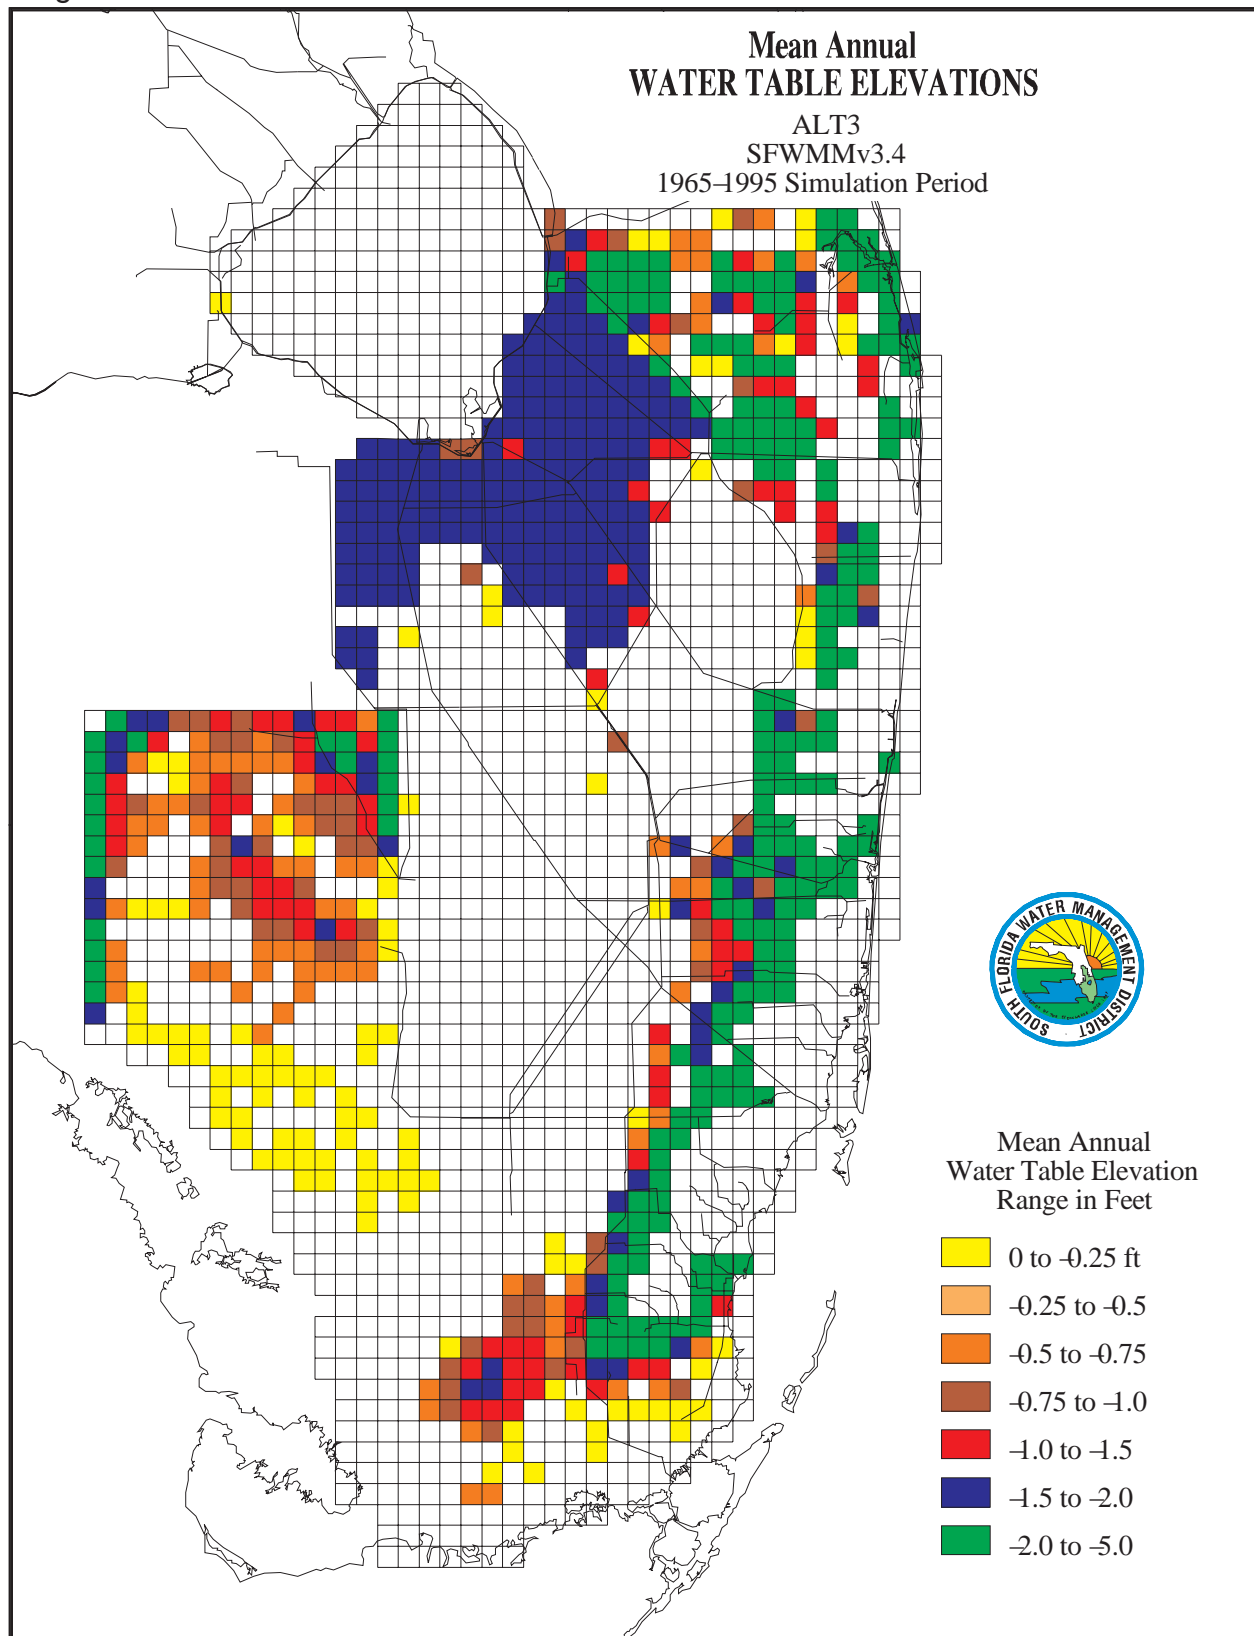 Mean Annual
WATER TABLE ELEVATIONS
ALT3
SFWMMv3.4
1965–1995 Simulation Period
SOUTH FLORIDA WATER MANAGEMENT DISTRICT
Mean Annual
Water Table Elevation
Range in Feet
0 to –0.25 ft
–0.25 to –0.5
–0.5 to –0.75
–0.75 to –1.0
–1.0 to –1.5
–1.5 to –2.0
–2.0 to –5.0